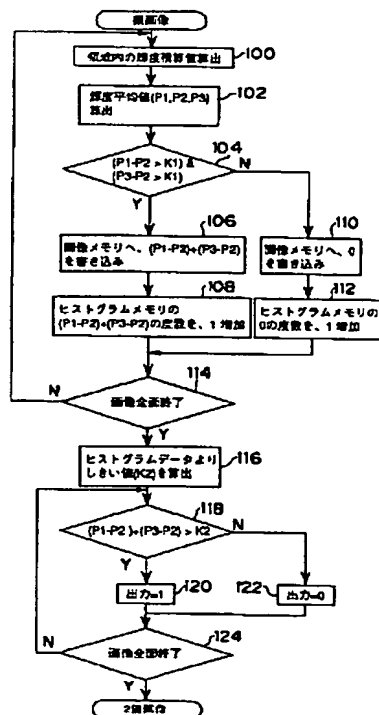 原画像
領域内の輝度積算値算出
100
輝度平均値(P1,P2,P3)
算出
102
(P1-P2 > K1) &
(P3-P2 > K1)
104
N
Y
106
110
画像メモリへ、(P1-P2)+(P3-P2)
を書き込み
画像メモリへ、0
を書き込み
108
112
ヒストグラムメモリの
(P1-P2)+(P3-P2)の度数を、1増加
ヒストグラムメモリの
0の度数を、1増加
N
画像全面終了
114
Y
ヒストグラムデータより
しきい値(K2)を算出
116
(P1-P2)+(P3-P2) > K2
118
N
Y
出力=1
120
122
出力=0
N
画像全面終了
124
Y
2値画像